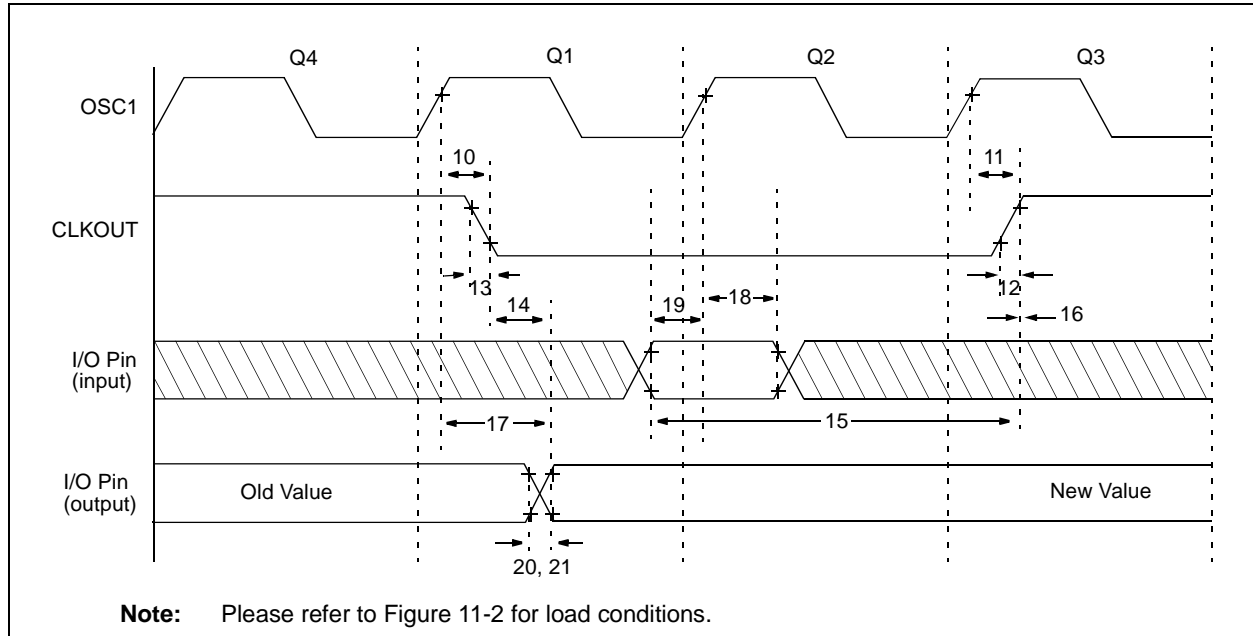 Q4 Q1 Q2 Q3
OSC1
10 11
CLKOUT
13 12
14 19 18 16
I/O Pin
(input)
17 15
I/O Pin
(output)
Old Value New Value
20, 21
Note: Please refer to Figure 11-2 for load conditions.